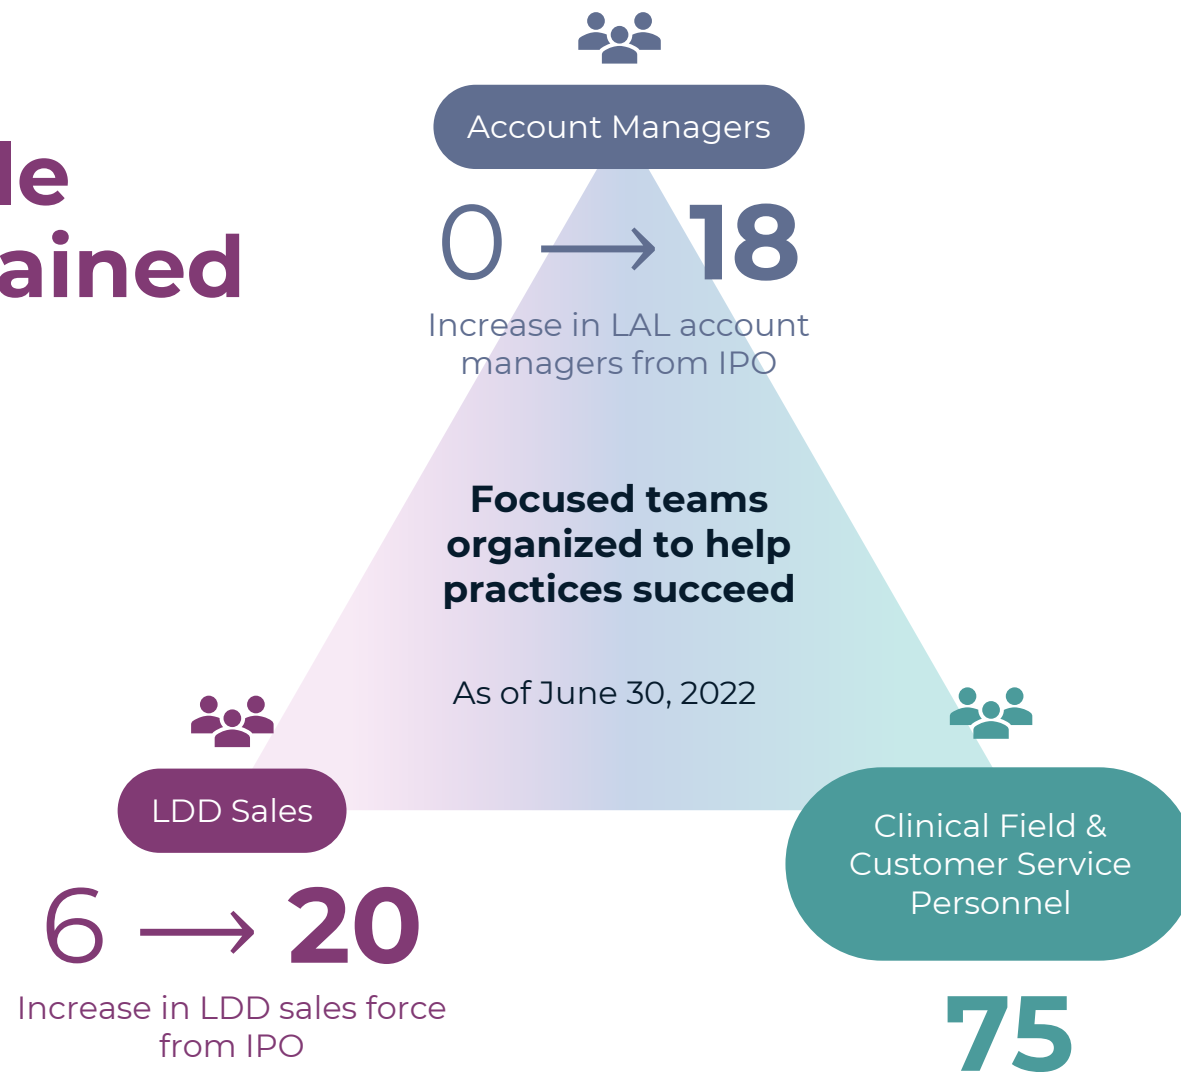 Account Managers
0 → 18
Increase in LAL account
managers from IPO
Focused teams
organized to help
practices succeed
As of June 30, 2022
LDD Sales
6 → 20
Increase in LDD sales force
from IPO
Clinical Field &
Customer Service
Personnel
75